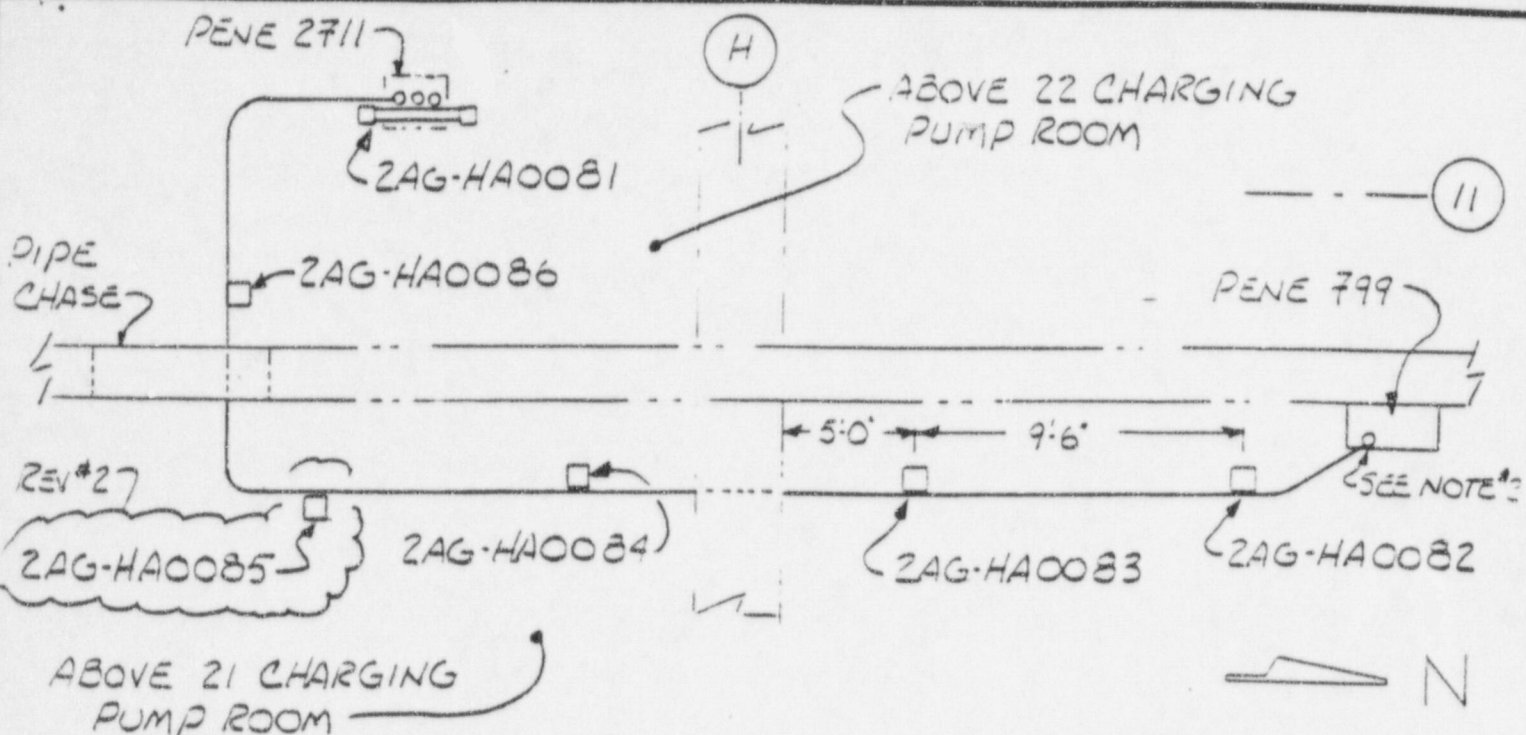 PENE 2711
H
ABOVE 22 CHARGING
PUMP ROOM
2AG-HA0081
11
PIPE
CHASE
2AG-HA0086
PENE 799
5'-0"
9'-6"
REV #2
SEE NOTE #
2AG-HA0085
2AG-HA0084
2AG-HA0083
2AG-HA0082
ABOVE 21 CHARGING
PUMP ROOM
N